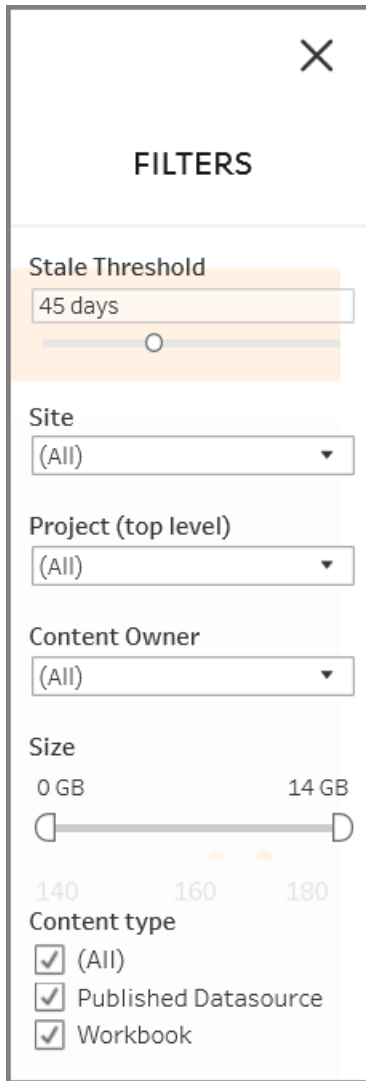 FILTERS
Stale Threshold
45 days
Site
(All)
Project (top level)
(All)
Content Owner
(All)
Size
0 GB 14 GB
140 160 180
Content type
(All)
Published Datasource
Workbook